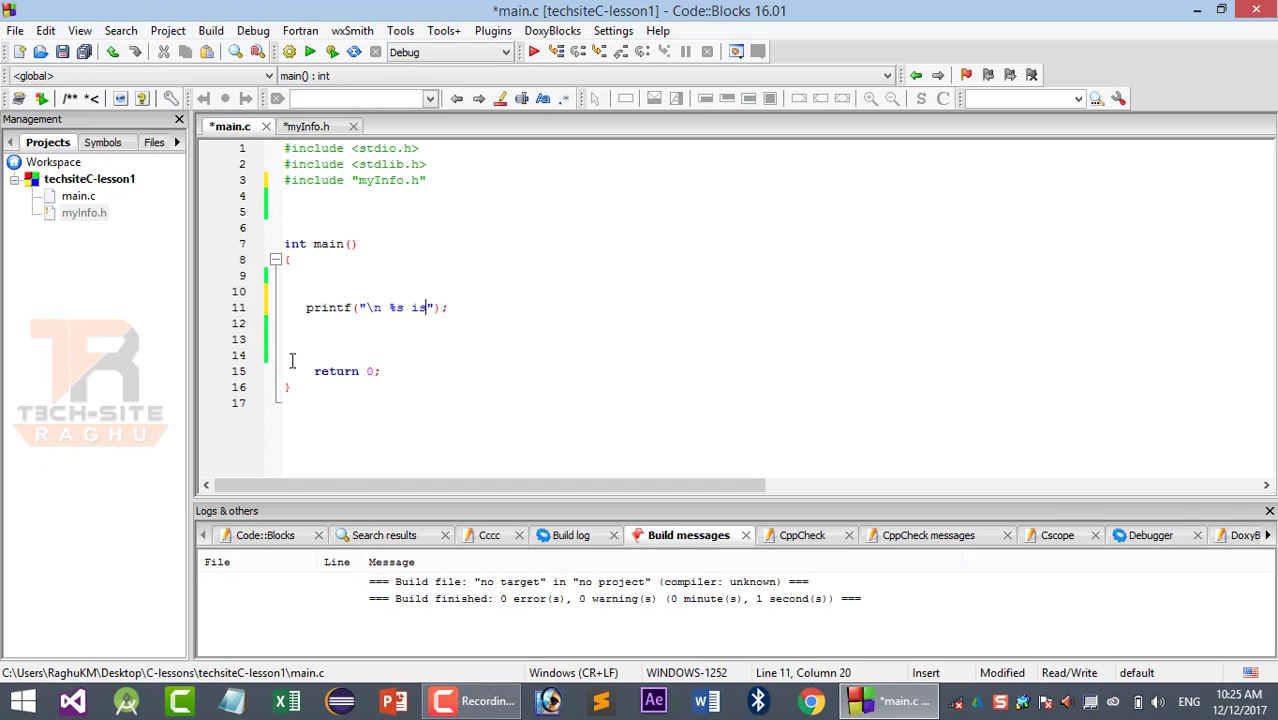 *main.c [techsiteC-lesson1] - Code::Blocks 16.01
File Edit View Search Project Build Debug Fortran wxSmith Tools Tools+ Plugins DoxyBlocks Settings Help
Debug
<global> main() : int
/** *< S C
Management
Projects Symbols Files
*main.c *myInfo.h
Workspace
techsiteC-lesson1
main.c
myInfo.h
1 #include <stdio.h>
2 #include <stdlib.h>
3 #include "myInfo.h"
4
5
6
7 int main()
8 {
9
10
11 printf("\n %s is");
12
13
14
15 return 0;
16 }
17
TR
TECH-SITE
RAGHU
Logs & others
Code::Blocks Search results Cccc Build log Build messages CppCheck CppCheck messages Cscope Debugger DoxyB
File Line Message
=== Build file: "no target" in "no project" (compiler: unknown) ===
=== Build finished: 0 error(s), 0 warning(s) (0 minute(s), 1 second(s)) ===
C:\Users\RaghuKM\Desktop\C-lessons\techsiteC-lesson1\main.c Windows (CR+LF) WINDOWS-1252 Line 11, Column 20 Insert Modified Read/Write default
Recordin... Ae *main.c ... ENG 10:25 AM
12/12/2017